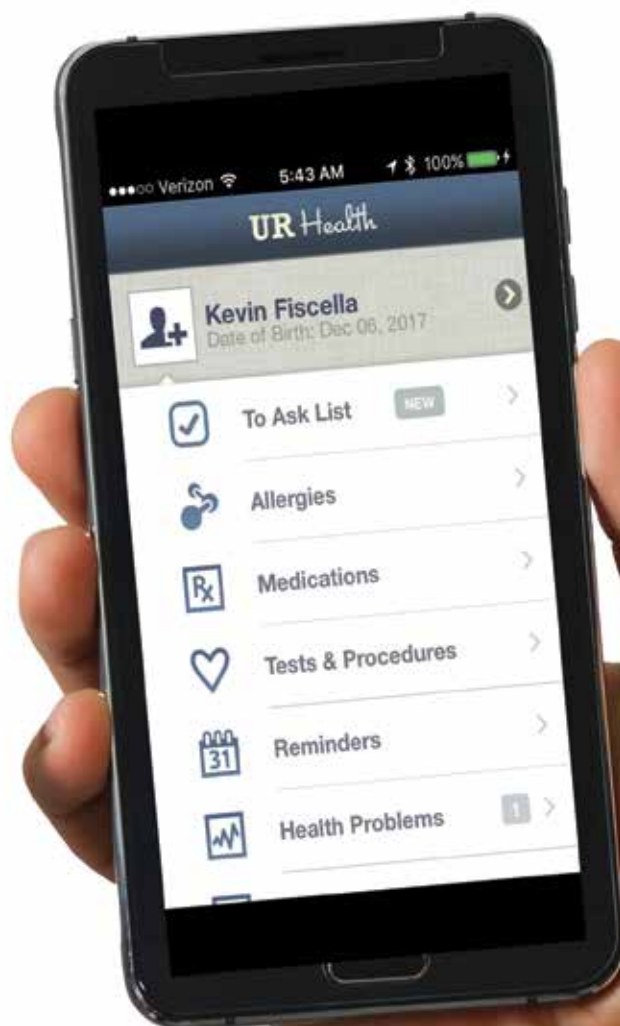 ●●●○○ Verizon 5:43 AM 100%
UR Health
Kevin Fiscella
Date of Birth: Dec 06, 2017
To Ask List NEW
Allergies
Rx Medications
Tests & Procedures
31 Reminders
Health Problems 1